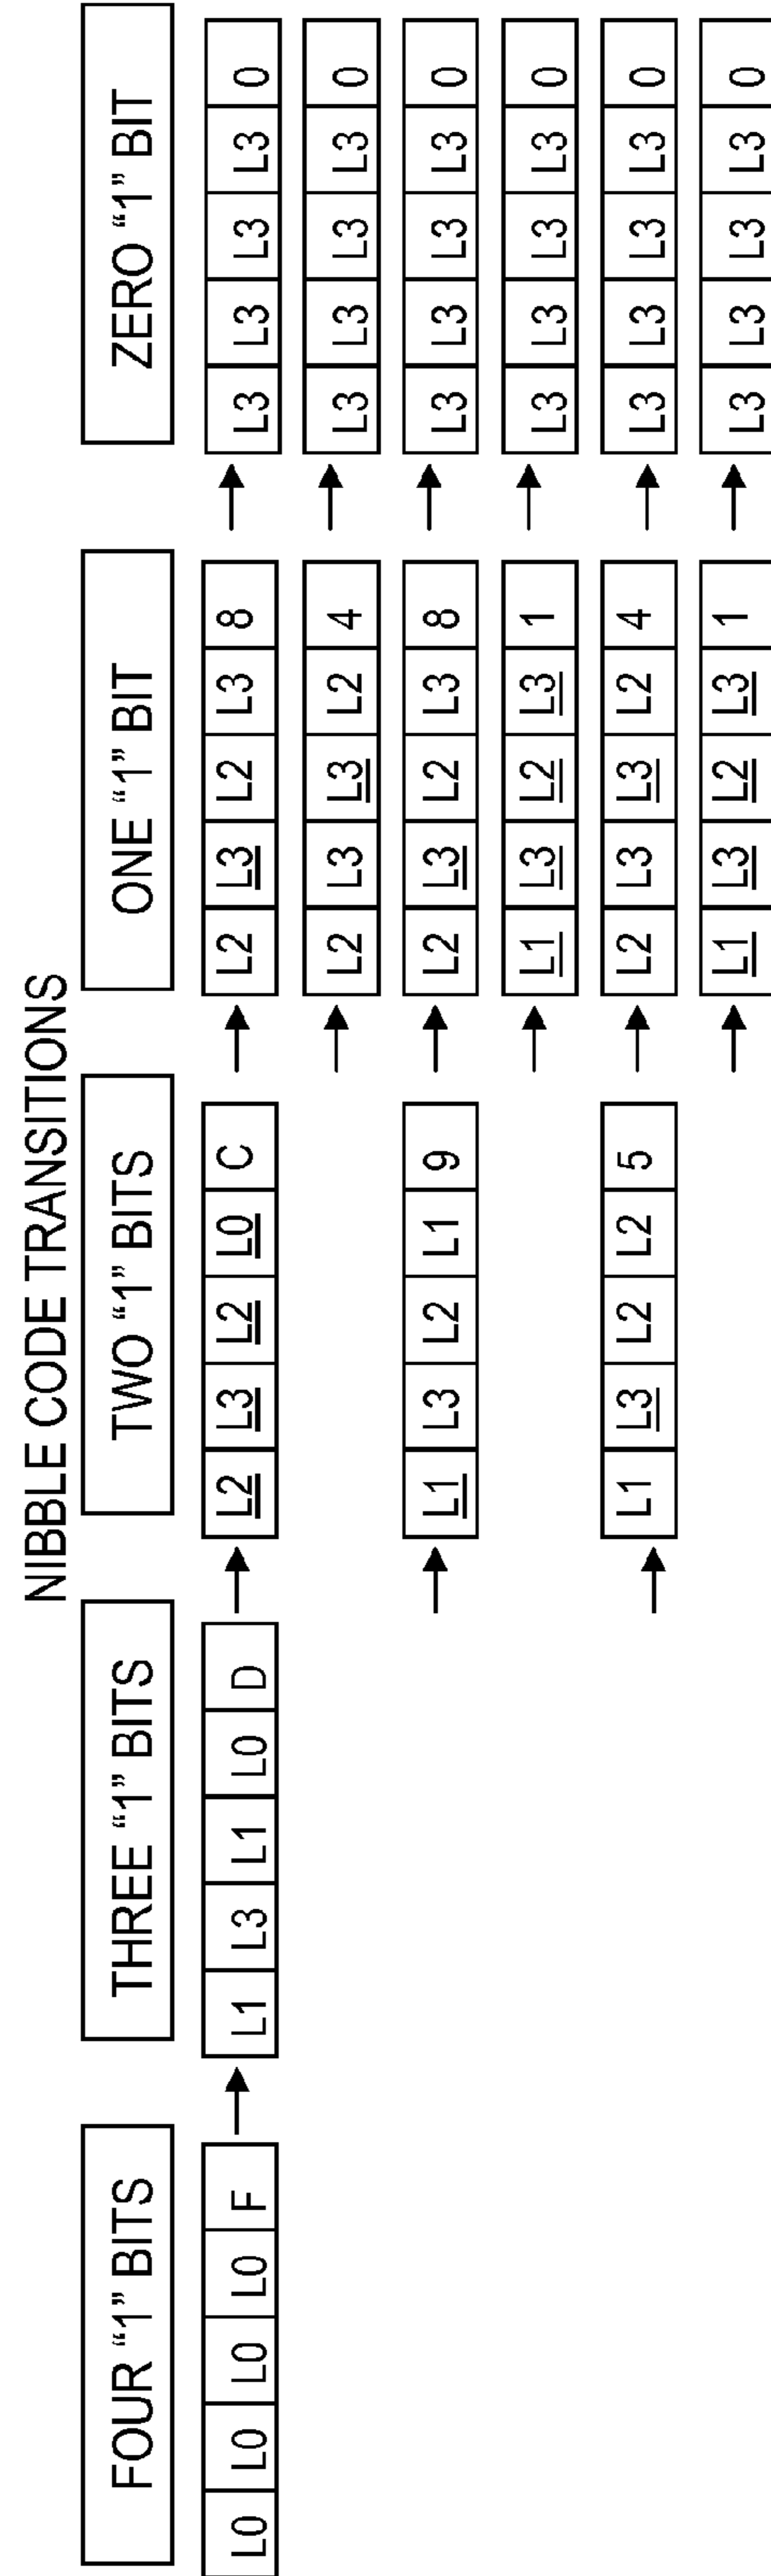 NIBBLE CODE TRANSITIONS
FOUR “1” BITS THREE “1” BITS TWO “1” BITS ONE “1” BIT ZERO “1” BIT
L0 L0 L0 L0 F L1 L3 L1 L0 D L2 L3 L2 L0 C L2 L3 L2 L3 8 L3 L3 L3 L3 0
L2 L3 L3 L2 4 L3 L3 L3 L3 0
L1 L3 L2 L1 9 L2 L3 L2 L3 8 L3 L3 L3 L3 0
L1 L3 L2 L3 1 L3 L3 L3 L3 0
L1 L3 L2 L2 5 L2 L3 L3 L2 4 L3 L3 L3 L3 0
L1 L3 L2 L3 1 L3 L3 L3 L3 0